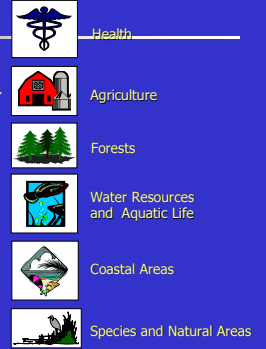 Health
Agriculture
Forests
Water Resources
and Aquatic Life
Coastal Areas
Species and Natural Areas